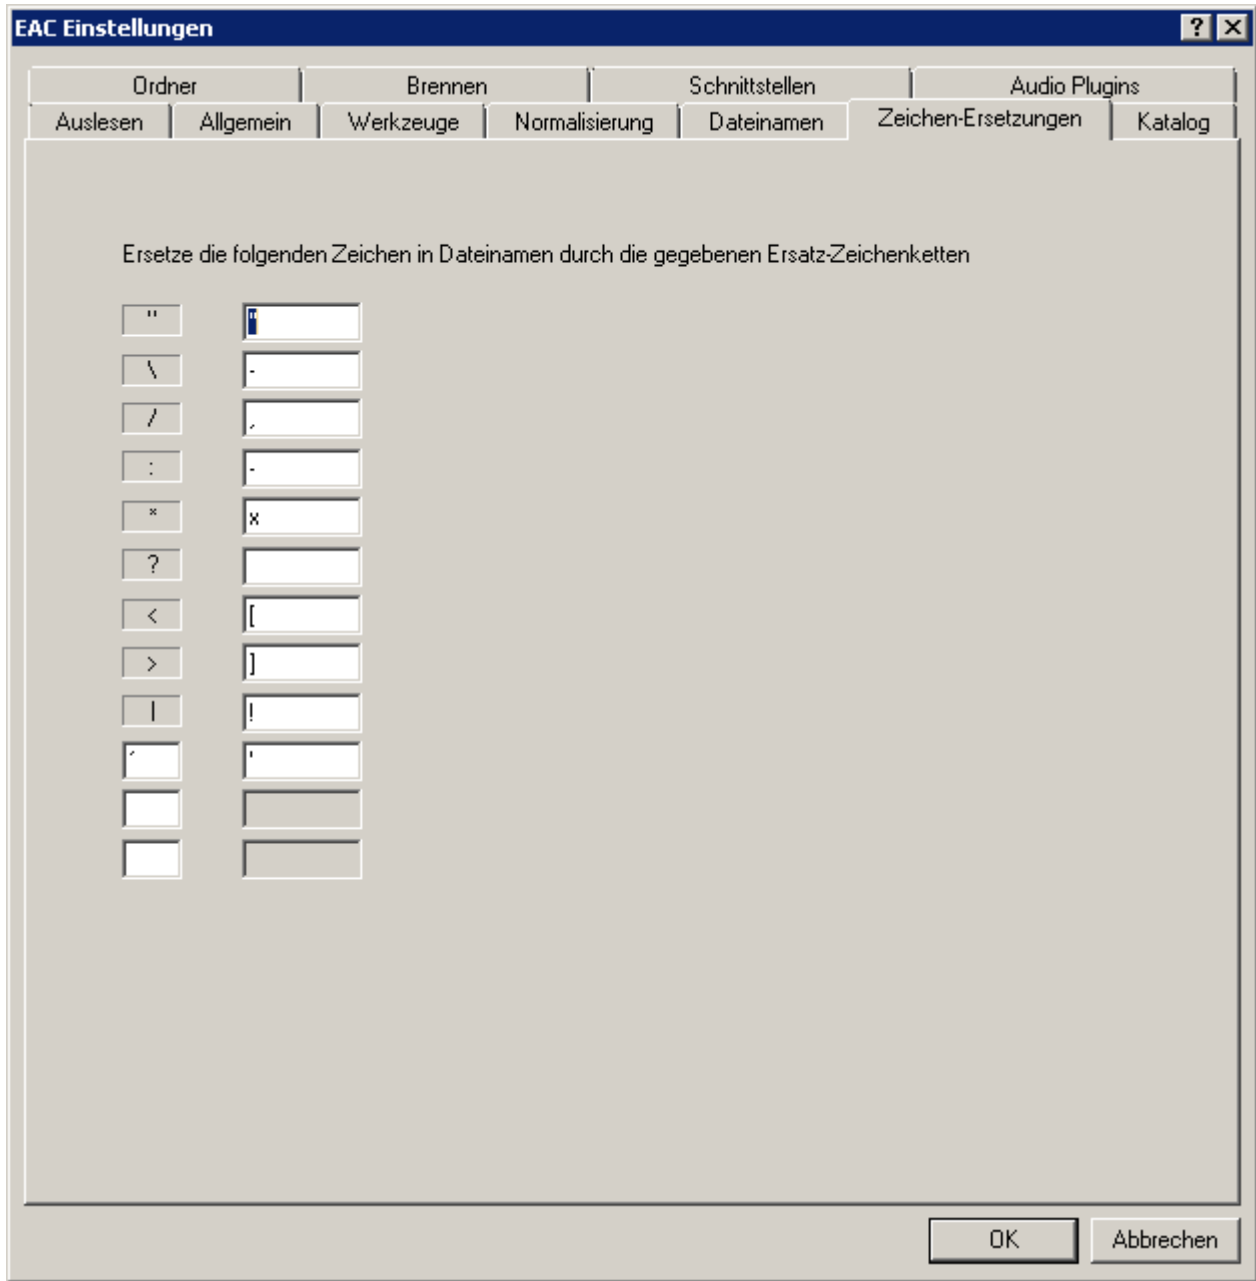 EAC Einstellungen
Ordner Brennen Schnittstellen Audio Plugins
Auslesen Allgemein Werkzeuge Normalisierung Dateinamen Zeichen-Ersetzungen Katalog
Ersetze die folgenden Zeichen in Dateinamen durch die gegebenen Ersatz-Zeichenketten
" "
\ -
/ ,
: -
* x
?
< [
> ]
| !
´ '
OK Abbrechen